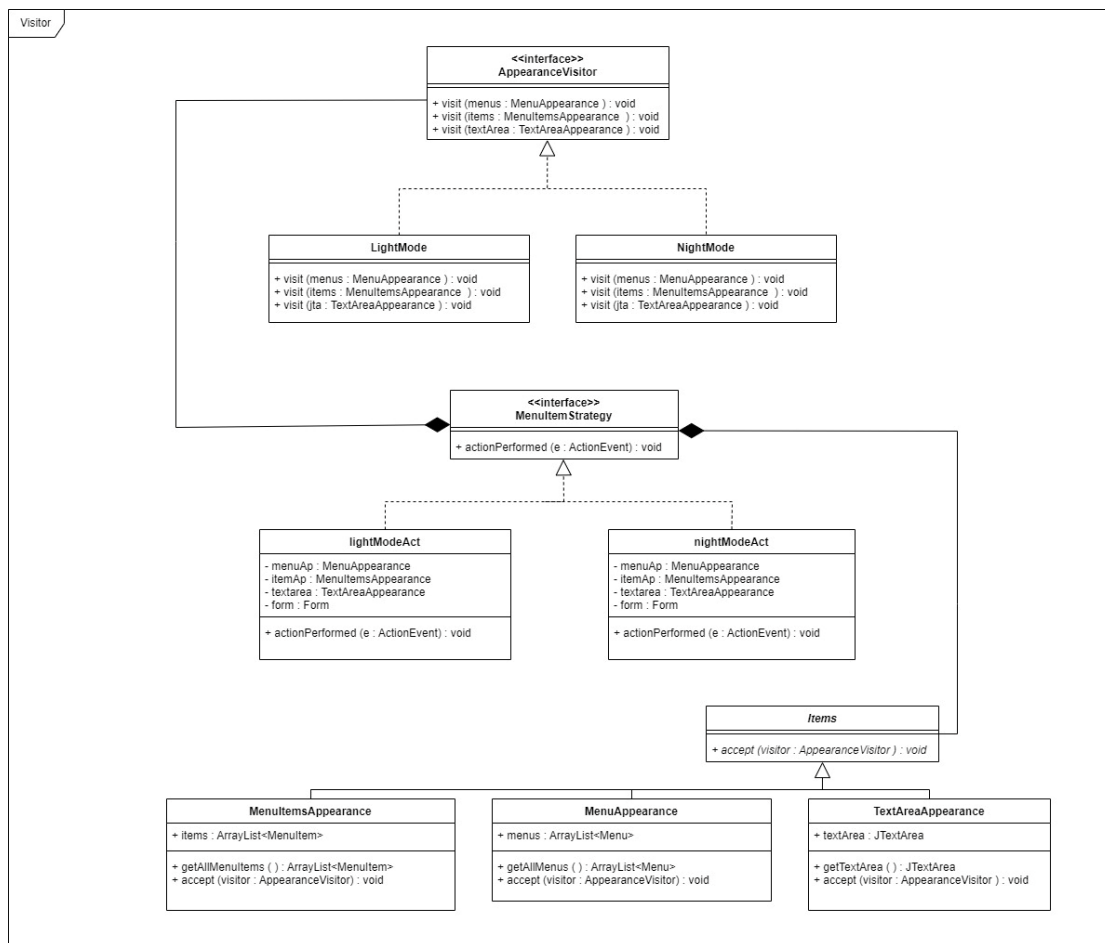 Visitor
<<interface>>
AppearanceVisitor
+ visit (menus : MenuAppearance ) : void
+ visit (items : MenuItemsAppearance  ) : void
+ visit (textArea : TextAreaAppearance ) : void
LightMode
+ visit (menus : MenuAppearance ) : void
+ visit (items : MenuItemsAppearance  ) : void
+ visit (jta : TextAreaAppearance ) : void
NightMode
+ visit (menus : MenuAppearance ) : void
+ visit (items : MenuItemsAppearance  ) : void
+ visit (jta : TextAreaAppearance ) : void
<<interface>>
MenuItemStrategy
+ actionPerformed (e : ActionEvent) : void
lightModeAct
- menuAp : MenuAppearance
- itemAp : MenuItemsAppearance
- textarea : TextAreaAppearance
- form : Form
+ actionPerformed (e : ActionEvent) : void
nightModeAct
- menuAp : MenuAppearance
- itemAp : MenuItemsAppearance
- textarea : TextAreaAppearance
- form : Form
+ actionPerformed (e : ActionEvent) : void
Items
+ accept (visitor : AppearanceVisitor ) : void
MenuItemsAppearance
+ items : ArrayList<MenuItem>
+ getAllMenuItems ( ) : ArrayList<MenuItem>
+ accept (visitor : AppearanceVisitor) : void
MenuAppearance
+ menus : ArrayList<Menu>
+ getAllMenus ( ) : ArrayList<Menu>
+ accept (visitor : AppearanceVisitor) : void
TextAreaAppearance
+ textArea : JTextArea
+ getTextArea ( ) : JTextArea
+ accept (visitor : AppearanceVisitor ) : void